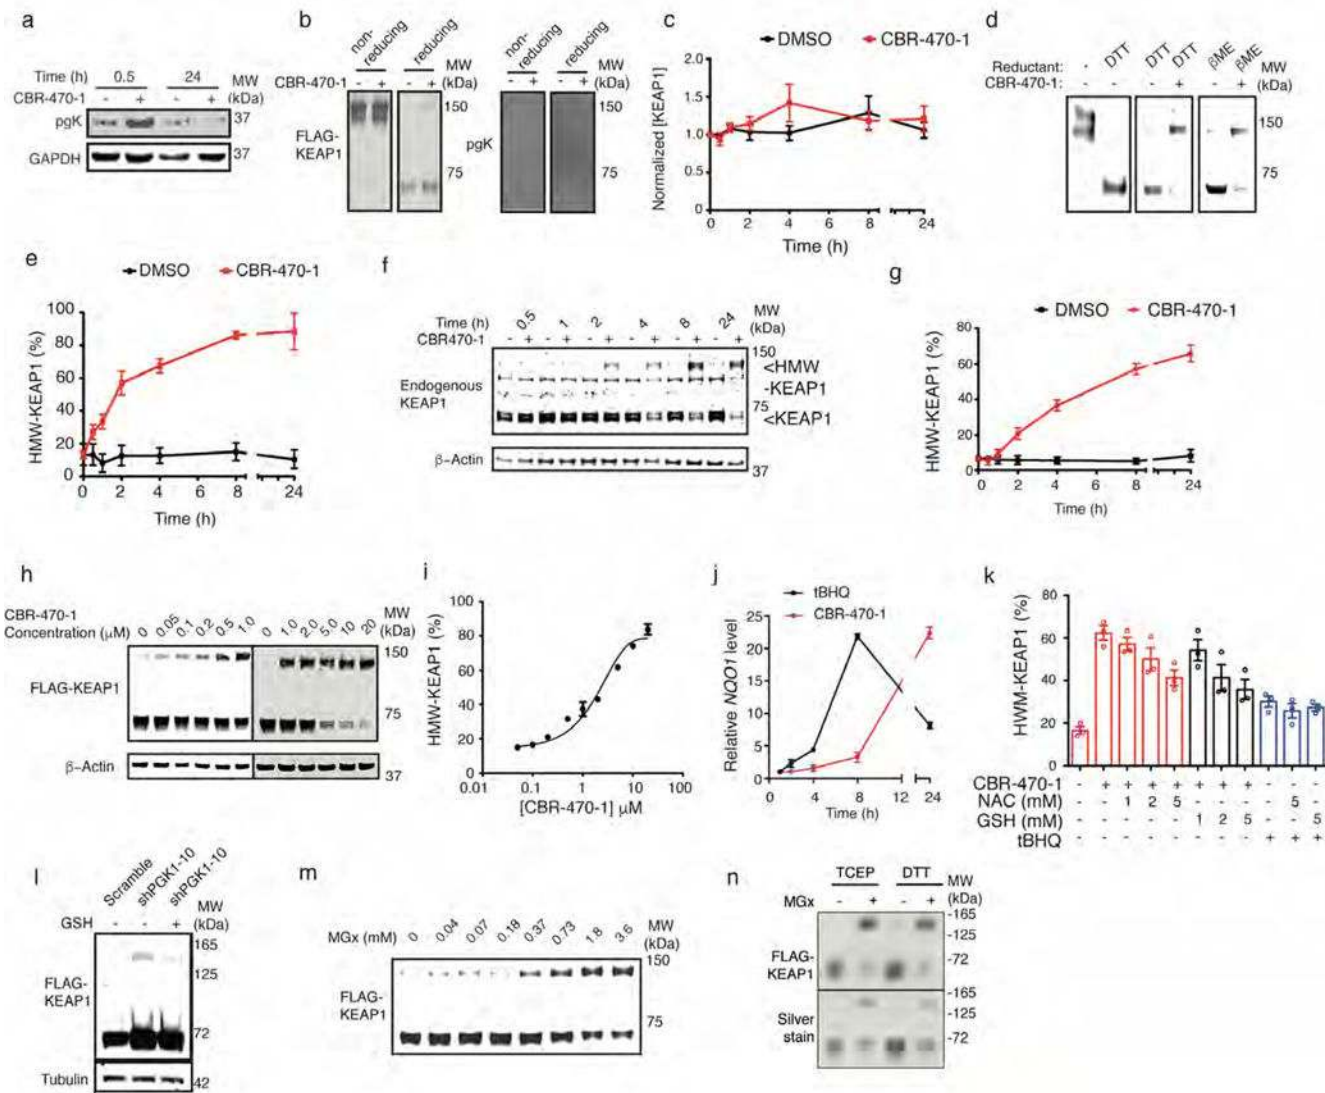 a
Time (h) 0.5 24 MW
CBR-470-1 - + - + (kDa)
pgK 37
GAPDH 37
b
non-reducing reducing MW
CBR-470-1 - + - + (kDa)
FLAG-KEAP1 150
75
non-reducing reducing MW
- + - + (kDa)
pgK 150
75
c
DMSO CBR-470-1
Normalized [KEAP1]
2.0
1.5
1.0
0.5
0
0 2 4 6 8 24
Time (h)
d
Reductant: - DTT DTT DTT βME βME MW
CBR-470-1: - + - + (kDa)
150
75
e
DMSO CBR-470-1
HMW-KEAP1 (%)
100
80
60
40
20
0
0 2 4 6 8 24
Time (h)
f
Time (h) 0.5 1 2 4 8 24 MW
CBR470-1 - + - + - + - + - + - + (kDa)
150
<HMW
Endogenous KEAP1 -KEAP1
75
<KEAP1
β-Actin
37
g
DMSO CBR-470-1
HMW-KEAP1 (%)
80
60
40
20
0
0 2 4 6 8 24
Time (h)
h
CBR-470-1
Concentration (μM) 0 0.05 0.1 0.2 0.5 1.0 0 1.0 2.0 5.0 10 20 MW (kDa)
150
FLAG-KEAP1
75
β-Actin
37
i
HMW-KEAP1 (%)
100
80
60
40
20
0
0.01 0.1 1 10 100
[CBR-470-1] μM
j
tBHQ
CBR-470-1
Relative NQO1 level
25
20
15
10
5
0
0 4 8 12 24
Time (h)
k
HWM-KEAP1 (%)
80
60
40
20
0
CBR-470-1 - + + + + + + + - - -
NAC (mM) - - 1 2 5 - - - - 5 -
GSH (mM) - - - - - 1 2 5 - - 5
tBHQ - - - - - - - - + + +
l
Scramble shPGK1-10 shPGK1-10 MW
GSH - - + (kDa)
165
125
FLAG-KEAP1
72
Tubulin 42
m
MGx (mM) 0 0.04 0.07 0.18 0.37 0.73 1.8 3.6 MW (kDa)
150
FLAG-KEAP1
75
n
TCEP DTT MW
MGx - + - + (kDa)
-165
-125
FLAG-KEAP1 -72
-165
-125
Silver stain -72